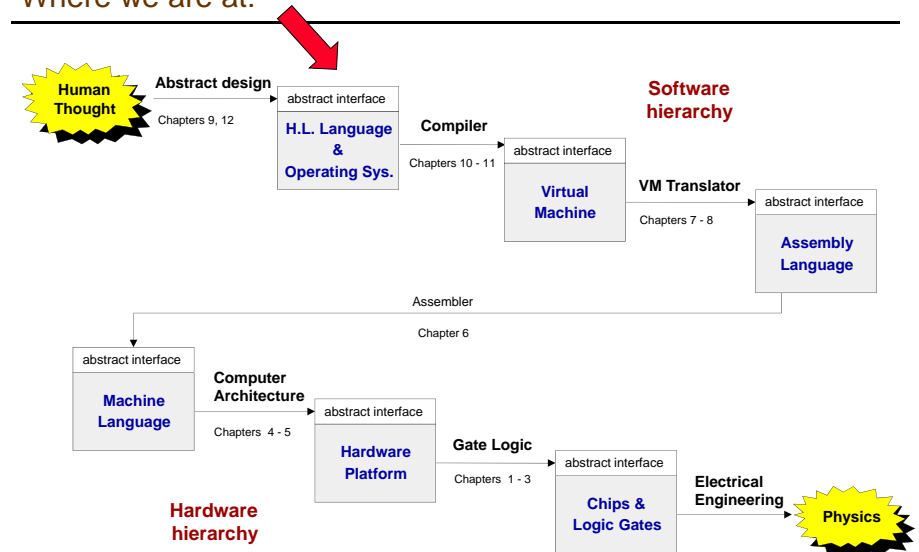 Where we are at:
Human
Thought
Abstract design
Chapters 9, 12
abstract interface
H.L. Language
&
Operating Sys.
Compiler
Chapters 10 - 11
Software
hierarchy
abstract interface
Virtual
Machine
VM Translator
Chapters 7 - 8
abstract interface
Assembly
Language
Assembler
Chapter 6
abstract interface
Machine
Language
Computer
Architecture
Chapters 4 - 5
abstract interface
Hardware
Platform
Gate Logic
Chapters 1 - 3
abstract interface
Chips &
Logic Gates
Electrical
Engineering
Physics
Hardware
hierarchy